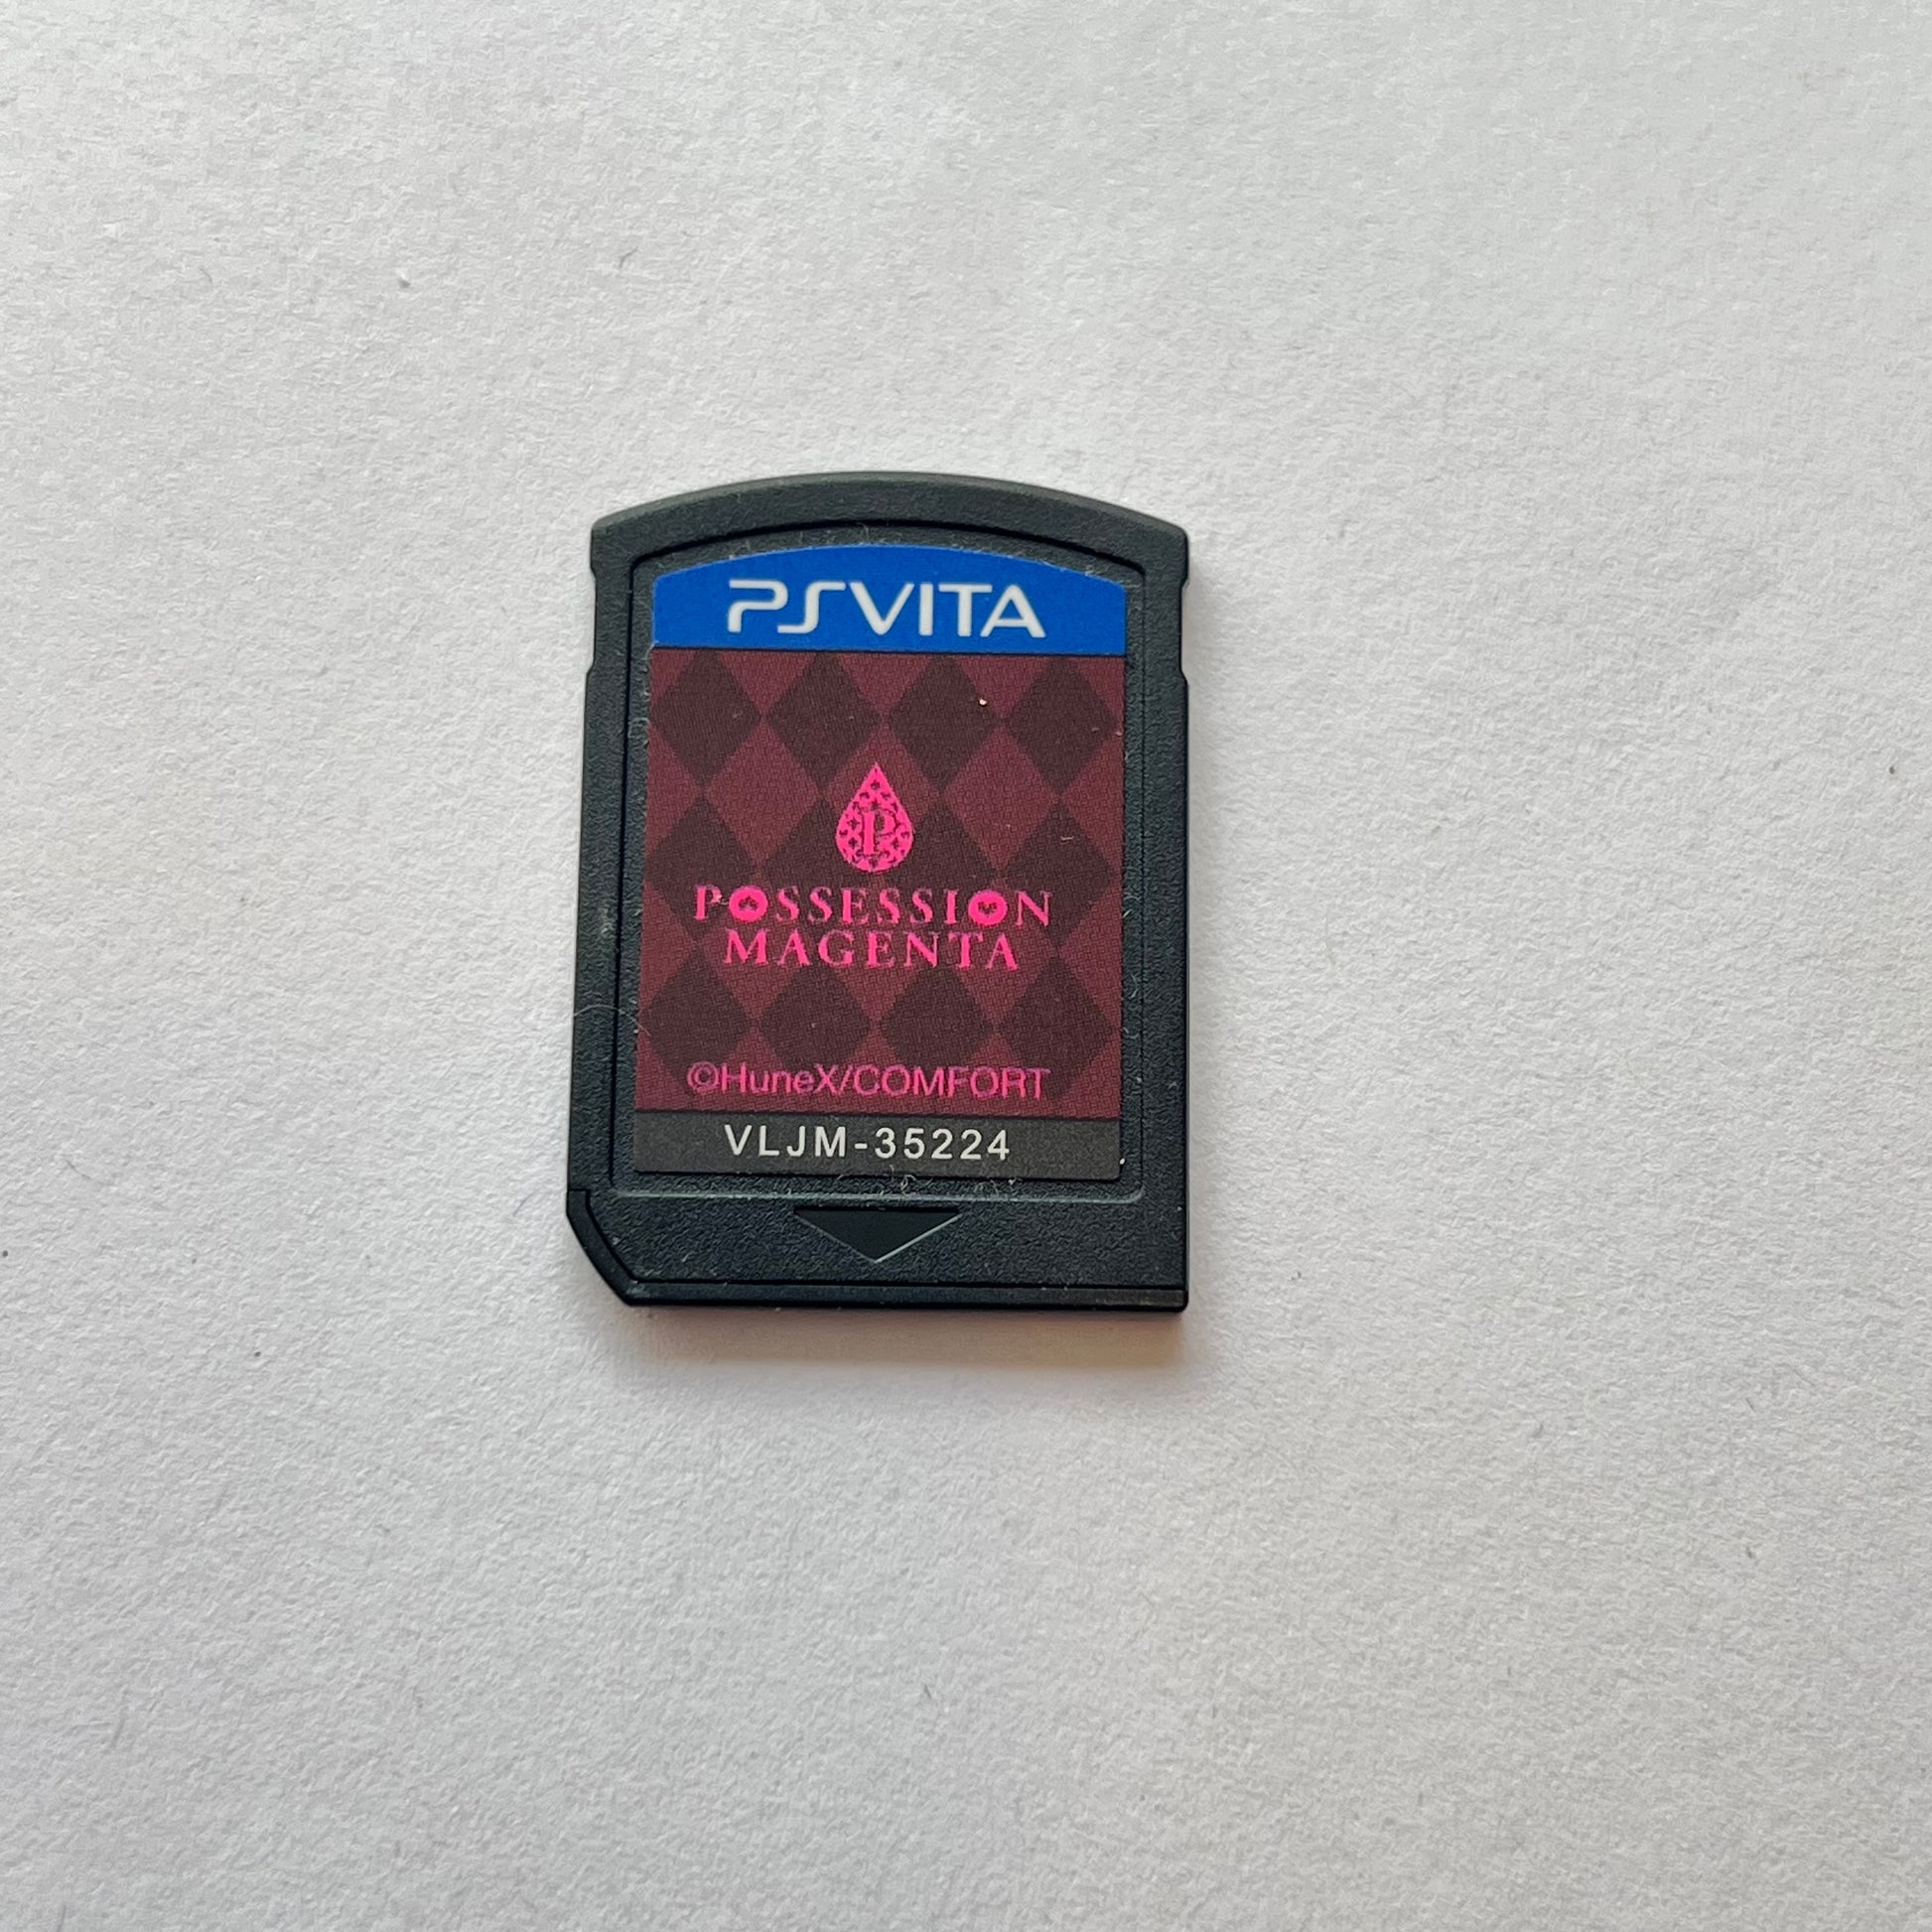 PSVITA
P
POSSESSION
MAGENTA
©HuneX/COMFORT
VLJM-35224